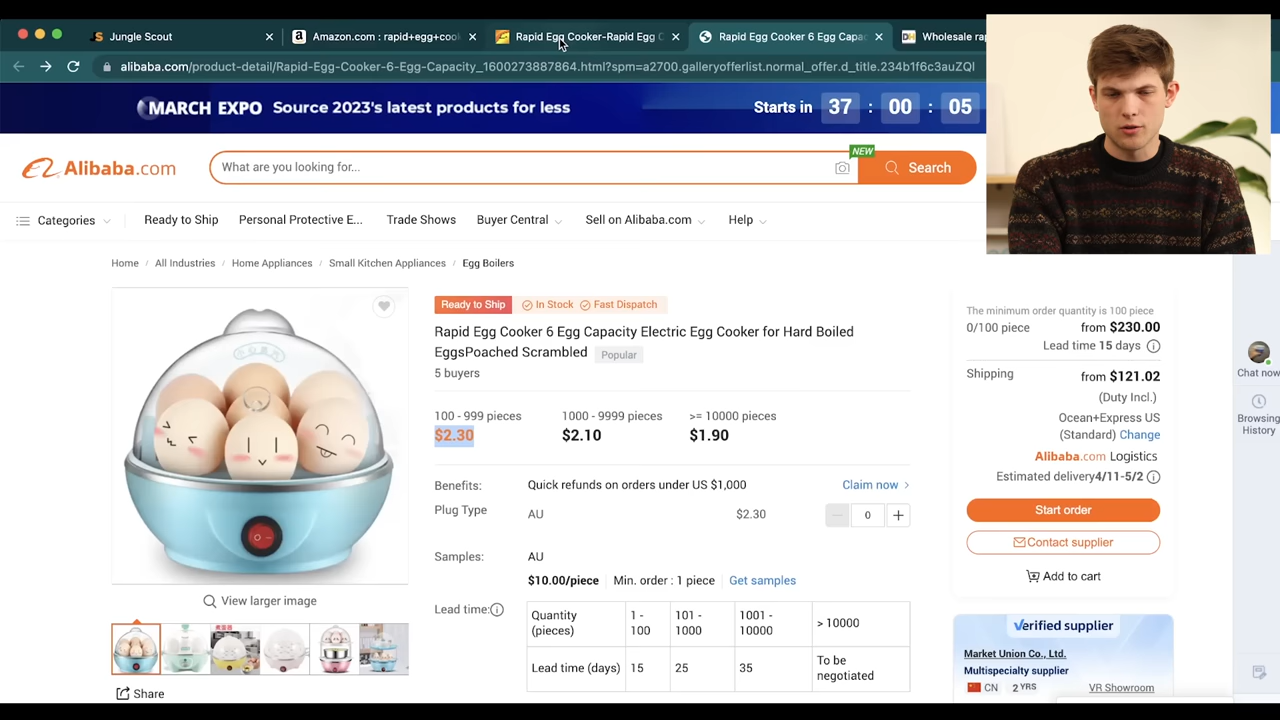 Jungle Scout
Amazon.com : rapid+egg+cook
Rapid Egg Cooker-Rapid Egg C
Rapid Egg Cooker 6 Egg Capac
Wholesale rap
alibaba.com/product-detail/Rapid-Egg-Cooker-6-Egg-Capacity_1600273887864.html?spm=a2700.galleryofferlist.normal_offer.d_title.234b1f6c3auZQl
MARCH EXPO Source 2023's latest products for less
Starts in 37 : 00 : 05
Alibaba.com
What are you looking for...
NEW
Search
Categories
Ready to Ship
Personal Protective E...
Trade Shows
Buyer Central
Sell on Alibaba.com
Help
Home / All Industries / Home Appliances / Small Kitchen Appliances / Egg Boilers
Ready to Ship In Stock Fast Dispatch
Rapid Egg Cooker 6 Egg Capacity Electric Egg Cooker for Hard Boiled
EggsPoached Scrambled Popular
5 buyers
100 - 999 pieces 1000 - 9999 pieces >= 10000 pieces
$2.30 $2.10 $1.90
Benefits: Quick refunds on orders under US $1,000 Claim now >
Plug Type AU $2.30 0 +
Samples: AU
$10.00/piece Min. order : 1 piece Get samples
Lead time:
Quantity (pieces) 1 - 100 101 - 1000 1001 - 10000 > 10000
Lead time (days) 15 25 35 To be negotiated
View larger image
Share
The minimum order quantity is 100 piece
0/100 piece from $230.00
Lead time 15 days
Shipping from $121.02
(Duty Incl.)
Ocean+Express US
(Standard) Change
Alibaba.com Logistics
Estimated delivery4/11-5/2
Start order
Contact supplier
Add to cart
Verified supplier
Market Union Co., Ltd.
Multispecialty supplier
CN 2 YRS VR Showroom
Chat now
Browsing
History